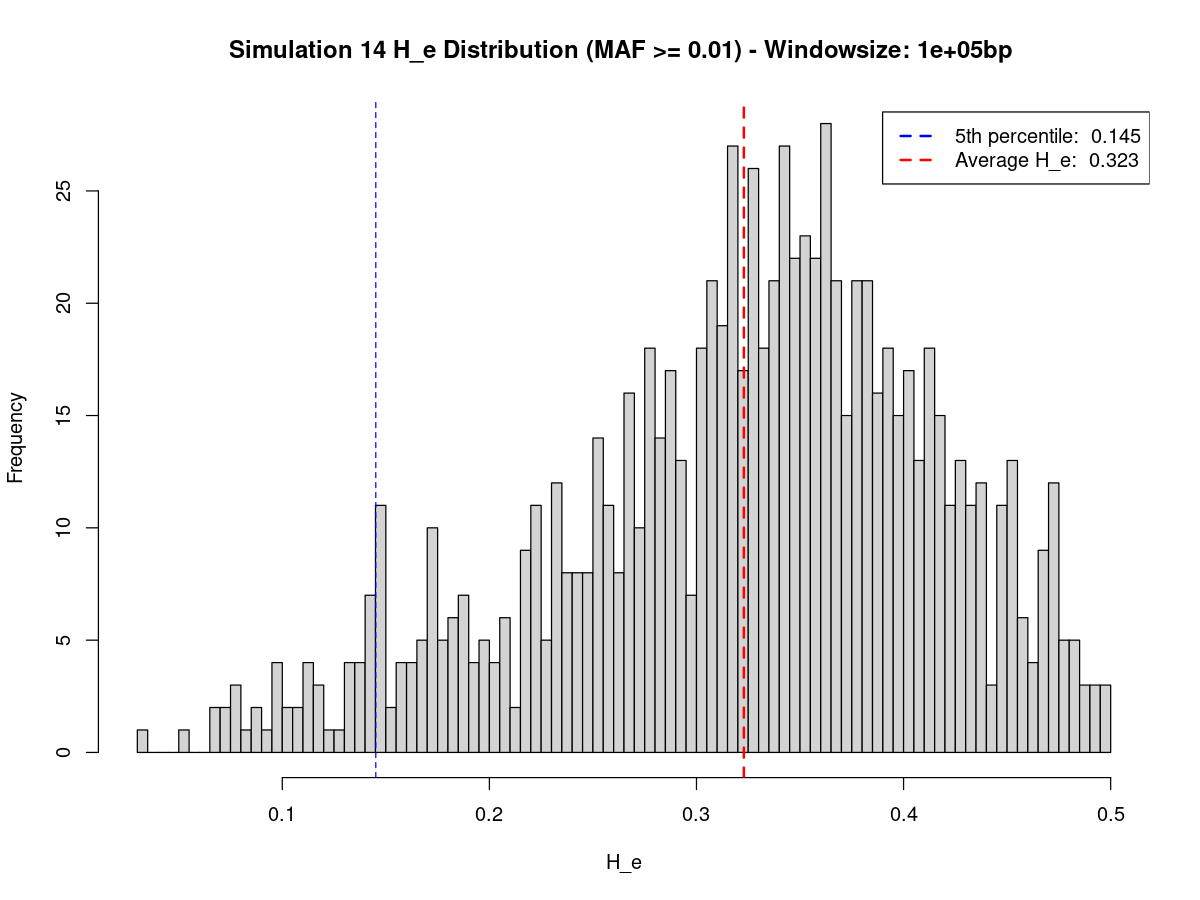 Simulation 14 H_e Distribution (MAF >= 0.01) - Windowsize: 1e+05bp
5th percentile:  0.145
Average H_e:  0.323
Frequency
25
20
15
10
5
0
0.1 0.2 0.3 0.4 0.5
H_e